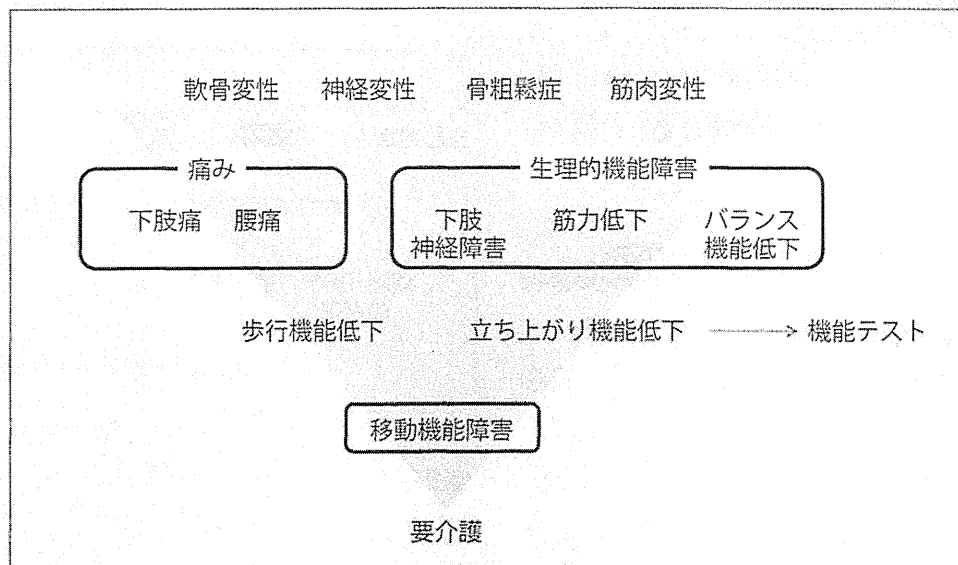 軟骨変性 神経変性 骨粗鬆症 筋肉変性
痛み
下肢痛 腰痛
生理的機能障害
下肢
神経障害
筋力低下
バランス
機能低下
歩行機能低下 立ち上がり機能低下 → 機能テスト
移動機能障害
要介護